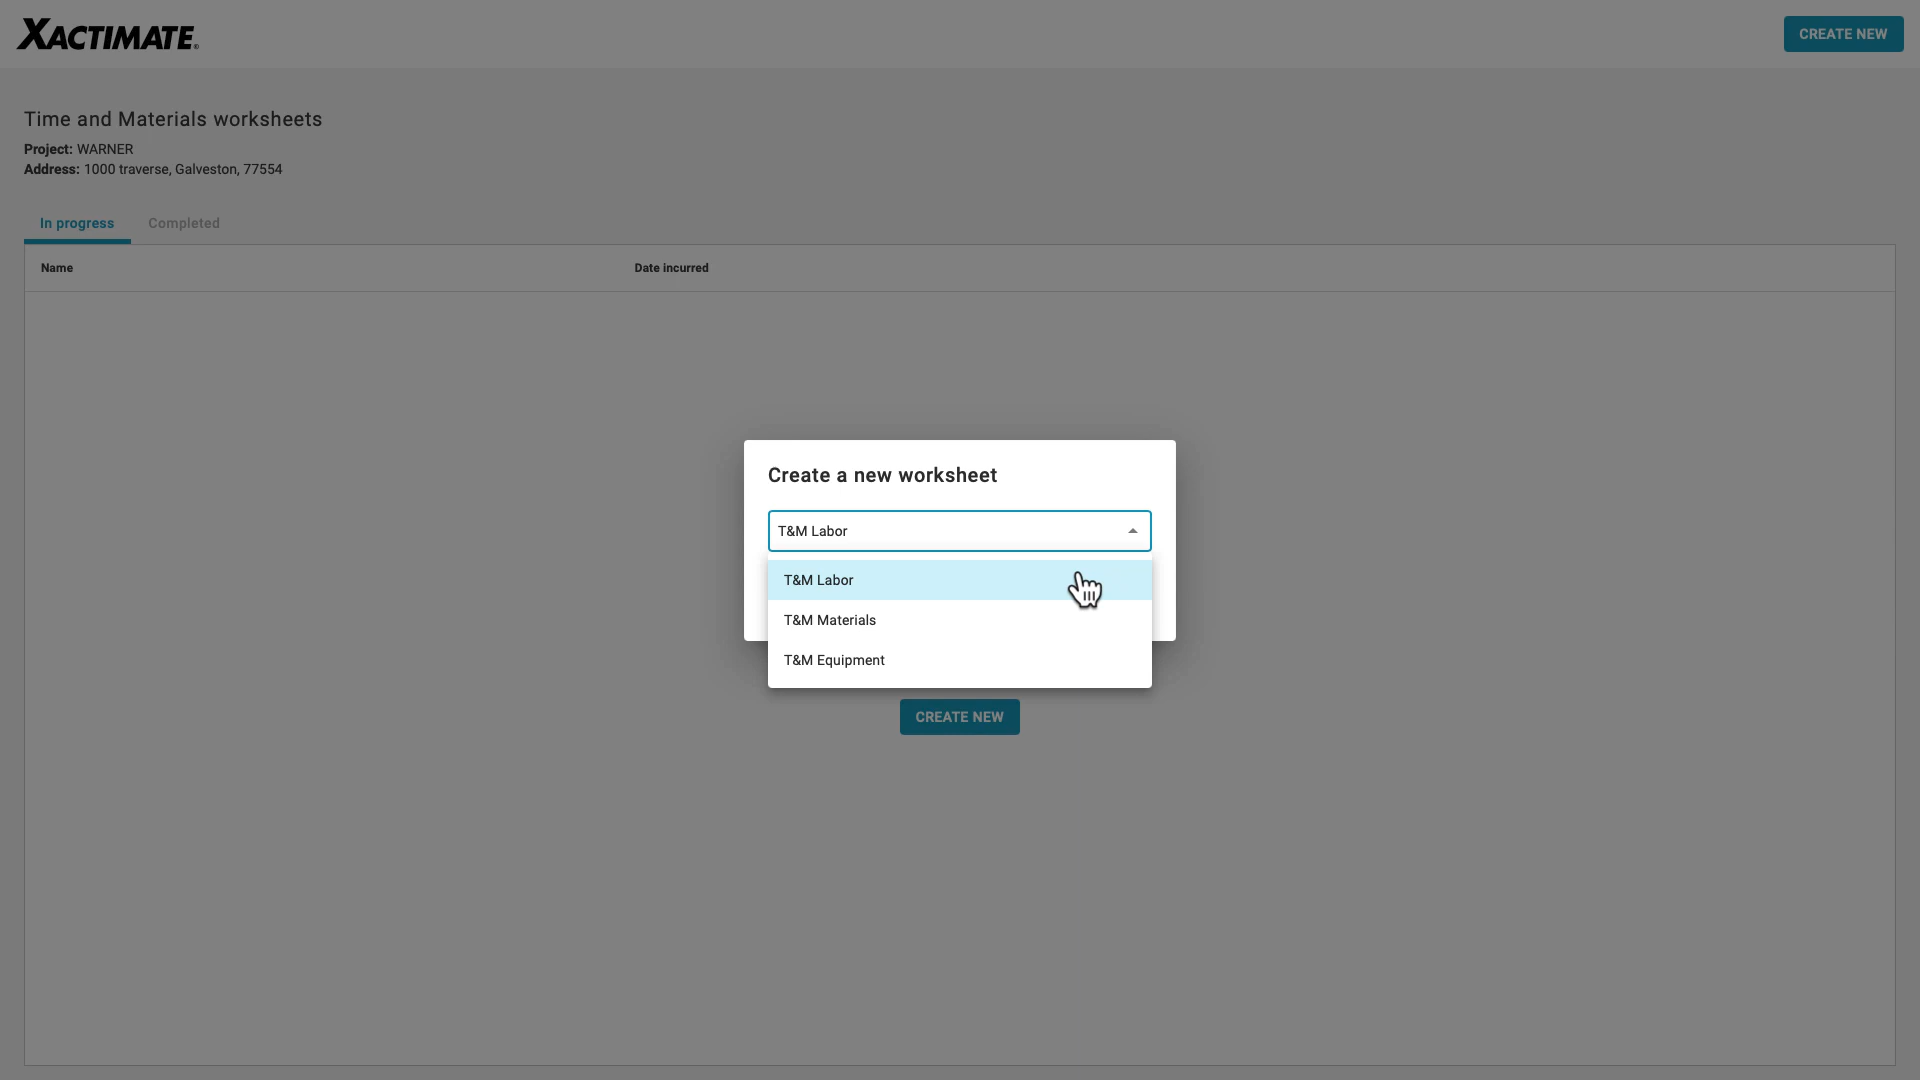 XACTIMATE®
CREATE NEW
Time and Materials worksheets
Project: WARNER
Address: 1000 traverse, Galveston, 77554
In progress
Completed
Name
Date incurred
Create a new worksheet
T&M Labor
T&M Labor
T&M Materials
T&M Equipment
CREATE NEW